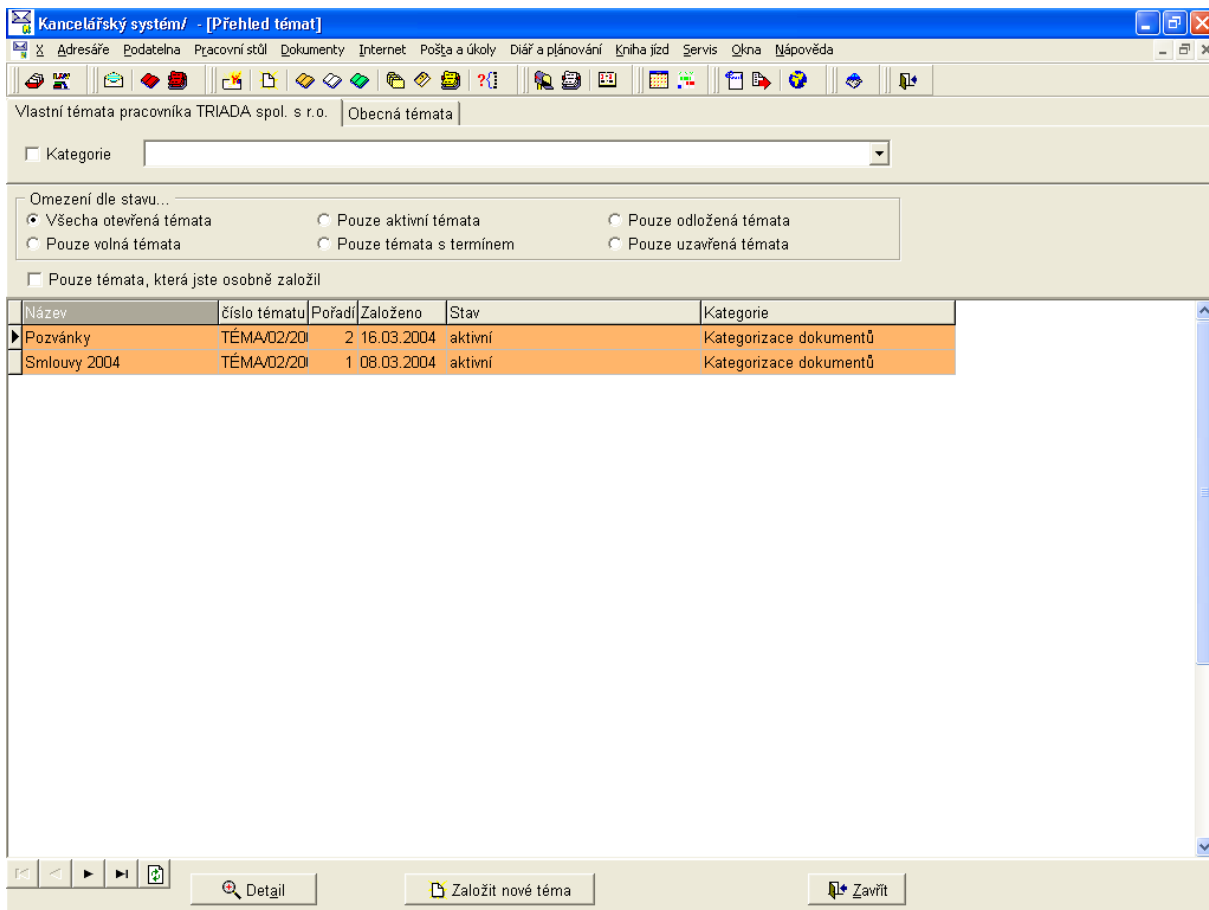 Kancelářský systém/ - [Přehled témat]
X Adresáře Podatelna Pracovní stůl Dokumenty Internet Pošta a úkoly Diář a plánování Kniha jízd Servis Okna Nápověda
Vlastní témata pracovníka TRIADA spol. s r.o. Obecná témata
Kategorie
Omezení dle stavu...
Všecha otevřená témata Pouze aktivní témata Pouze odložená témata
Pouze volná témata Pouze témata s termínem Pouze uzavřená témata
Pouze témata, která jste osobně založil
Název číslo tématu Pořadí Založeno Stav Kategorie
Pozvánky TÉMA/02/20 2 16.03.2004 aktivní Kategorizace dokumentů
Smlouvy 2004 TÉMA/02/20 1 08.03.2004 aktivní Kategorizace dokumentů
Detail Založit nové téma Zavřít